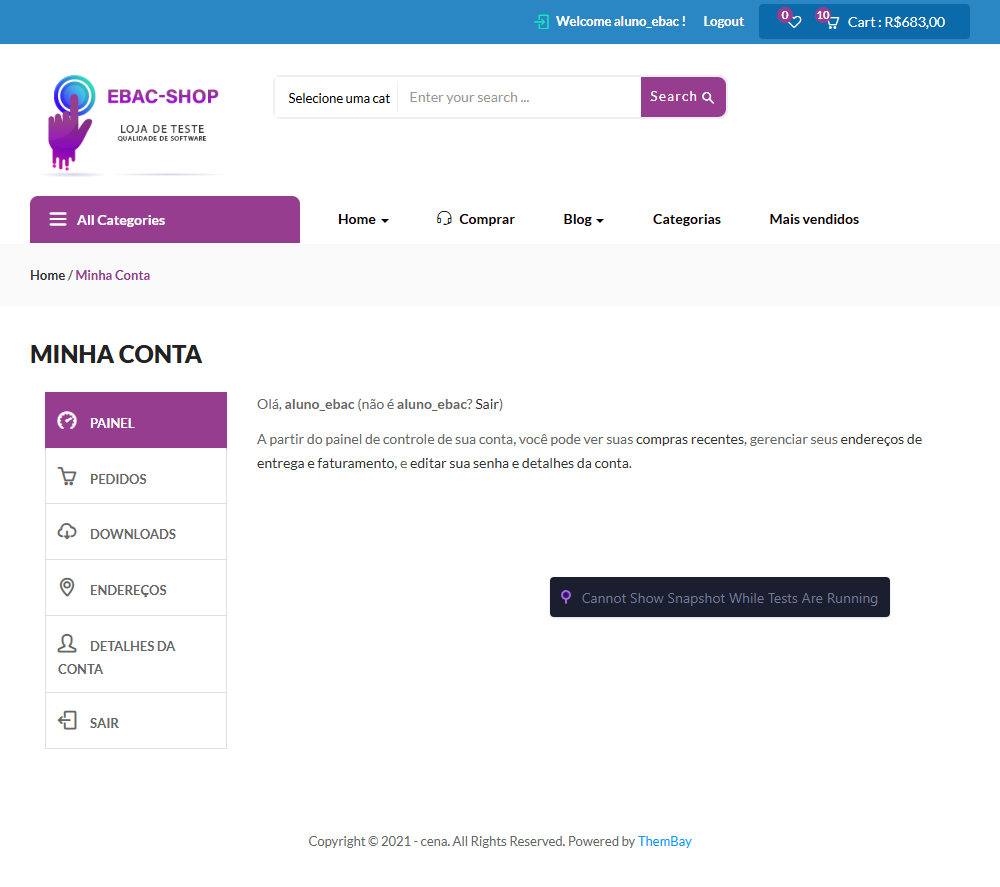 Welcome aluno_ebac ! Logout 0 10 Cart : R$683,00
EBAC-SHOP
LOJA DE TESTE
QUALIDADE DE SOFTWARE
Selecione uma cat Enter your search ... Search
All Categories Home Comprar Blog Categorias Mais vendidos
Home / Minha Conta
MINHA CONTA
PAINEL
PEDIDOS
DOWNLOADS
ENDEREÇOS
DETALHES DA
CONTA
SAIR
Olá, aluno_ebac (não é aluno_ebac? Sair)
A partir do painel de controle de sua conta, você pode ver suas compras recentes, gerenciar seus endereços de
entrega e faturamento, e editar sua senha e detalhes da conta.
Cannot Show Snapshot While Tests Are Running
Copyright © 2021 - cena. All Rights Reserved. Powered by ThemBay